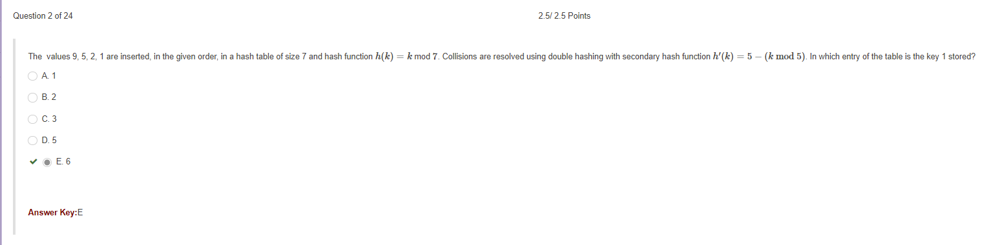 Question 2 of 24
2.5/ 2.5 Points
The values 9, 5, 2, 1 are inserted, in the given order, in a hash table of size 7 and hash function h(k) = k mod 7. Collisions are resolved using double hashing with secondary hash function h′(k) = 5 − (k mod 5). In which entry of the table is the key 1 stored?
A. 1
B. 2
C. 3
D. 5
E. 6
Answer Key:E